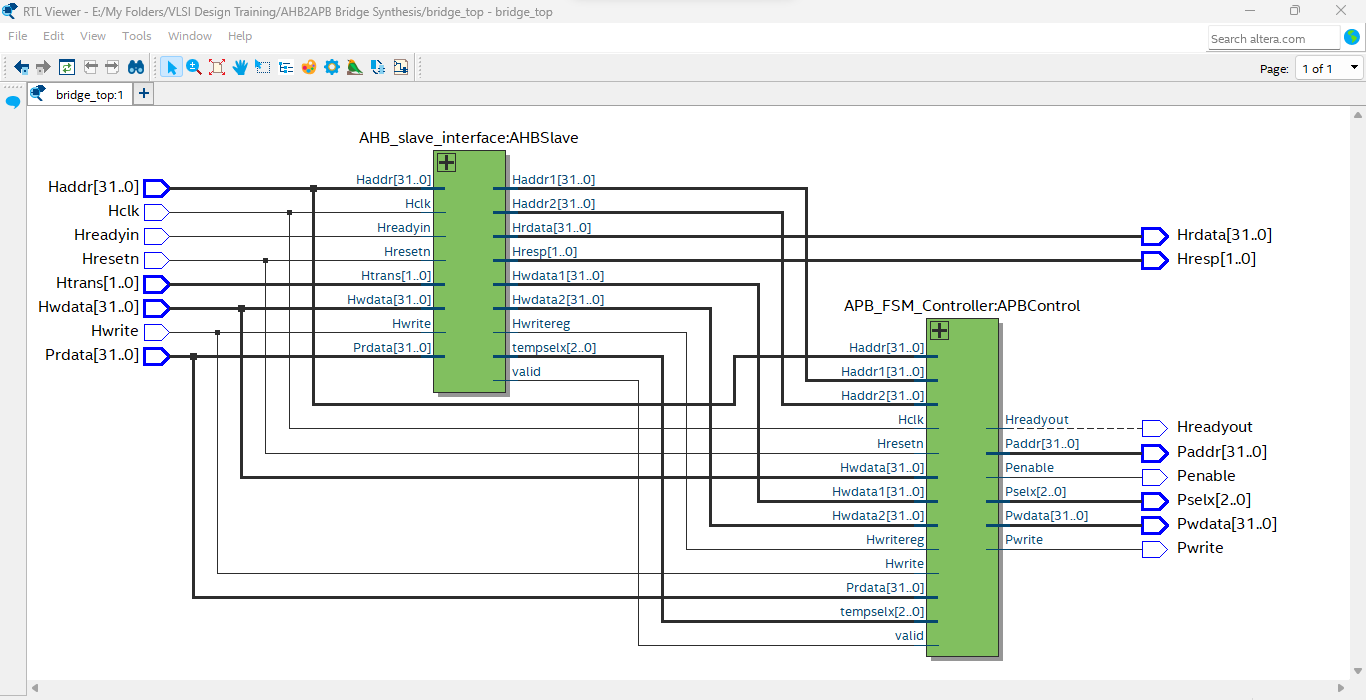 RTL Viewer - E:/My Folders/VLSI Design Training/AHB2APB Bridge Synthesis/bridge_top - bridge_top
File Edit View Tools Window Help
Search altera.com
Page: 1 of 1
bridge_top:1
AHB_slave_interface:AHBSlave
Haddr[31..0]
Hclk
Hreadyin
Hresetn
Htrans[1..0]
Hwdata[31..0]
Hwrite
Prdata[31..0]
Haddr[31..0]
Hclk
Hreadyin
Hresetn
Htrans[1..0]
Hwdata[31..0]
Hwrite
Prdata[31..0]
Haddr1[31..0]
Haddr2[31..0]
Hrdata[31..0]
Hresp[1..0]
Hwdata1[31..0]
Hwdata2[31..0]
Hwritereg
tempselx[2..0]
valid
Hrdata[31..0]
Hresp[1..0]
APB_FSM_Controller:APBControl
Haddr[31..0]
Haddr1[31..0]
Haddr2[31..0]
Hclk
Hresetn
Hwdata[31..0]
Hwdata1[31..0]
Hwdata2[31..0]
Hwritereg
Hwrite
Prdata[31..0]
tempselx[2..0]
valid
Hreadyout
Paddr[31..0]
Penable
Pselx[2..0]
Pwdata[31..0]
Pwrite
Hreadyout
Paddr[31..0]
Penable
Pselx[2..0]
Pwdata[31..0]
Pwrite